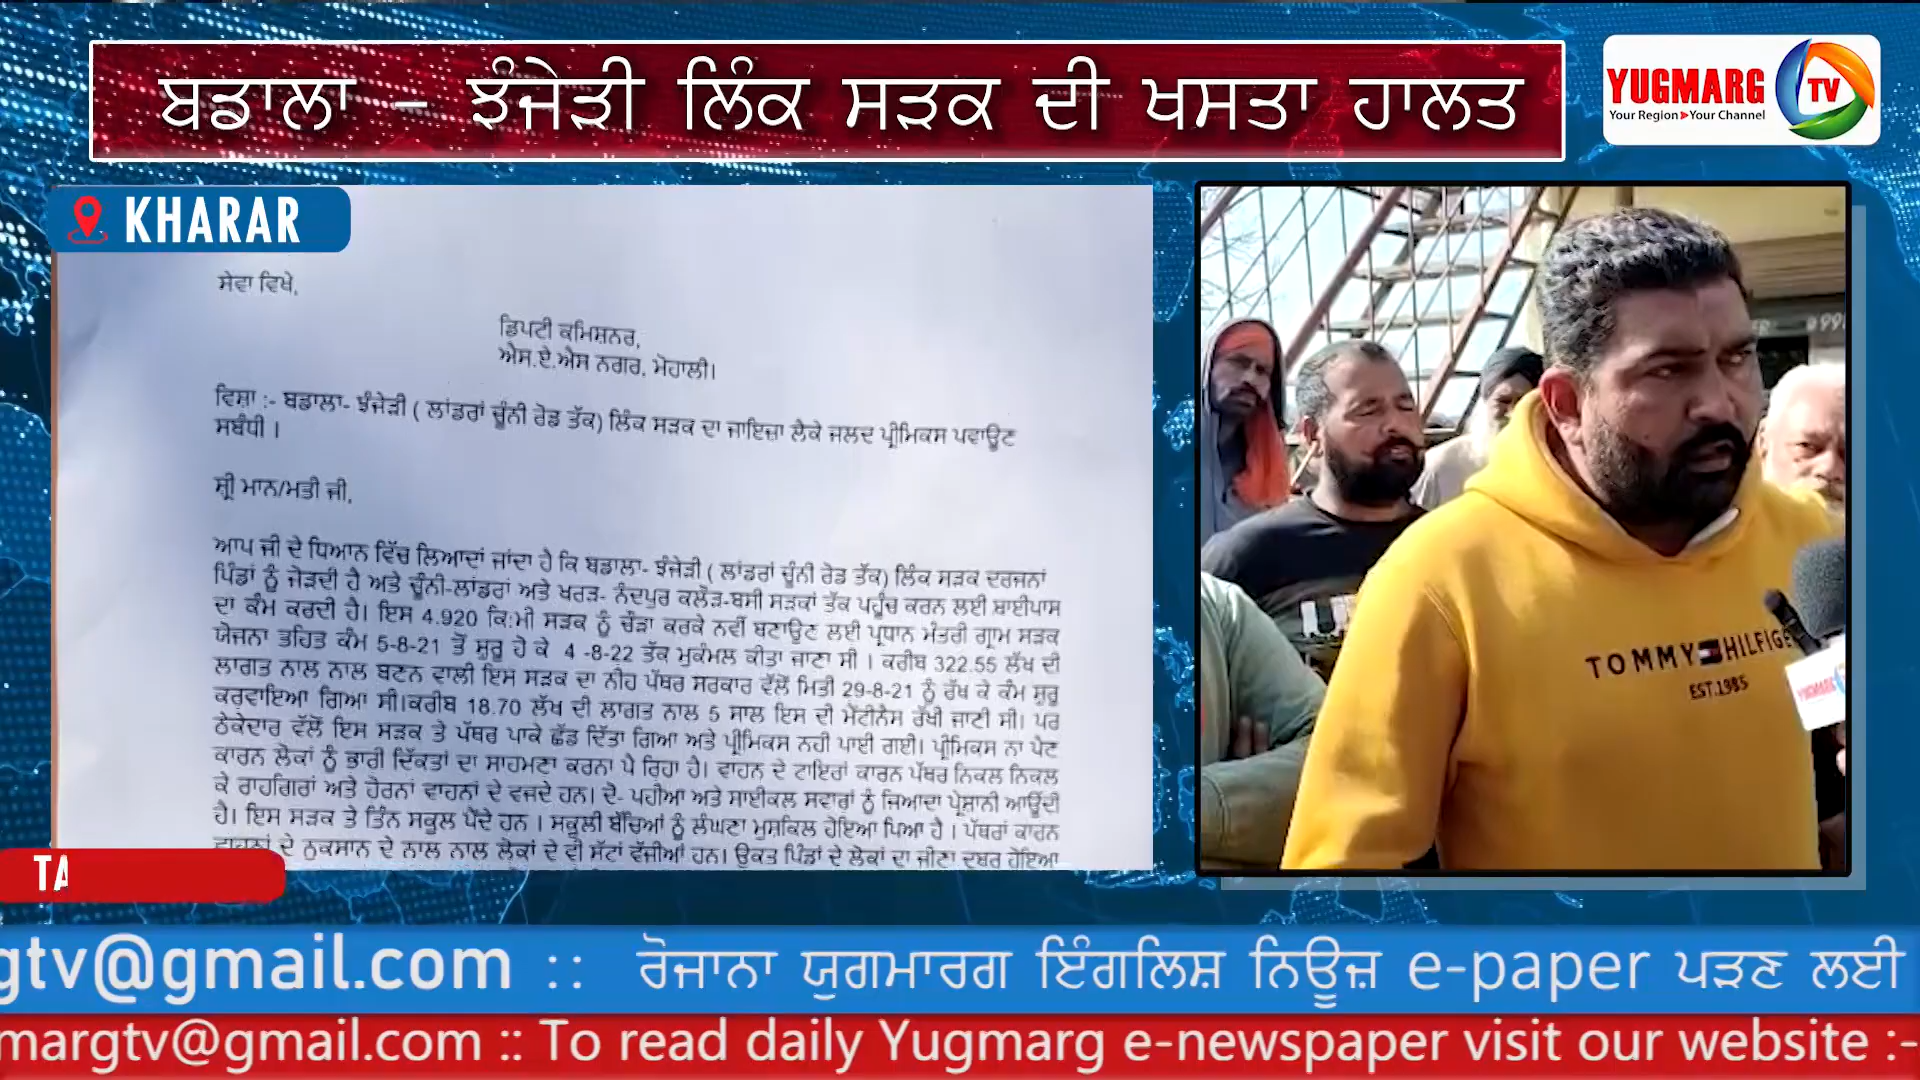 ਬਡਾਲਾ – ਝੰਜੇੜੀ ਲਿੰਕ ਸੜਕ ਦੀ ਖਸਤਾ ਹਾਲਤ
YUGMARG TV
Your Region Your Channel
KHARAR
ਸੇਵਾ ਵਿਖੇ,
ਡਿਪਟੀ ਕਮਿਸ਼ਨਰ,
ਐਸ.ਏ.ਐਸ ਨਗਰ, ਮੋਹਾਲੀ।
ਵਿਸ਼ਾ :- ਬਡਾਲਾ- ਝੰਜੇੜੀ ( ਲਾਂਡਰਾਂ ਚੂੰਨੀ ਰੋਡ ਤੱਕ) ਲਿੰਕ ਸੜਕ ਦਾ ਜਾਇਜ਼ਾ ਲੈਕੇ ਜਲਦ ਪ੍ਰੀਮਿਕਸ ਪਵਾਉਣ
ਸਬੰਧੀ ।
ਸ਼੍ਰੀ ਮਾਨ/ਮਤੀ ਜੀ,
ਆਪ ਜੀ ਦੇ ਧਿਆਨ ਵਿੱਚ ਲਿਆਦਾਂ ਜਾਂਦਾ ਹੈ ਕਿ ਬਡਾਲਾ- ਝੰਜੇੜੀ ( ਲਾਂਡਰਾਂ ਚੂੰਨੀ ਰੋਡ ਤੱਕ) ਲਿੰਕ ਸੜਕ ਦਰਜਨਾਂ
ਪਿੰਡਾਂ ਨੂੰ ਜੋੜਦੀ ਹੈ ਅਤੇ ਚੂੰਨੀ-ਲਾਂਡਰਾਂ ਅਤੇ ਖਰੜ- ਨੰਦਪੁਰ ਕਲੌੜ-ਬਸੀ ਸੜਕਾਂ ਤੱਕ ਪਹੁੰਚ ਕਰਨ ਲਈ ਬਾਈਪਾਸ
ਦਾ ਕੰਮ ਕਰਦੀ ਹੈ। ਇਸ 4.920 ਕਿ:ਮੀ ਸੜਕ ਨੂੰ ਚੌੜਾ ਕਰਕੇ ਨਵੀਂ ਬਣਾਉਣ ਲਈ ਪ੍ਰਧਾਨ ਮੰਤਰੀ ਗ੍ਰਾਮ ਸੜਕ
ਯੋਜਨਾ ਤਹਿਤ ਕੰਮ 5-8-21 ਤੋਂ ਸ਼ੁਰੂ ਹੋ ਕੇ 4 -8-22 ਤੱਕ ਮੁਕੰਮਲ ਕੀਤਾ ਜਾਣਾ ਸੀ । ਕਰੀਬ 322.55 ਲੱਖ ਦੀ
ਲਾਗਤ ਨਾਲ ਨਾਲ ਬਣਨ ਵਾਲੀ ਇਸ ਸੜਕ ਦਾ ਨੀਂਹ ਪੱਥਰ ਸਰਕਾਰ ਵੱਲੋਂ ਮਿਤੀ 29-8-21 ਨੂੰ ਰੱਖ ਕੇ ਕੰਮ ਸ਼ੁਰੂ
ਕਰਵਾਇਆ ਗਿਆ ਸੀ।ਕਰੀਬ 18.70 ਲੱਖ ਦੀ ਲਾਗਤ ਨਾਲ 5 ਸਾਲ ਇਸ ਦੀ ਮੇਂਟੀਨੈਸ ਰੱਖੀ ਜਾਣੀ ਸੀ। ਪਰ
ਠੇਕੇਦਾਰ ਵੱਲੋਂ ਇਸ ਸੜਕ ਤੇ ਪੱਥਰ ਪਾਕੇ ਛੱਡ ਦਿੱਤਾ ਗਿਆ ਅਤੇ ਪ੍ਰੀਮਿਕਸ ਨਹੀ ਪਾਈ ਗਈ। ਪ੍ਰੀਮਿਕਸ ਨਾ ਪੈਣ
ਕਾਰਨ ਲੋਕਾਂ ਨੂੰ ਭਾਰੀ ਦਿੱਕਤਾਂ ਦਾ ਸਾਹਮਣਾ ਕਰਨਾ ਪੈ ਰਿਹਾ ਹੈ। ਵਾਹਨ ਦੇ ਟਾਇਰਾਂ ਕਾਰਨ ਪੱਥਰ ਨਿਕਲ ਨਿਕਲ
ਕੇ ਰਾਹਗਿਰਾਂ ਅਤੇ ਹੋਰਨਾਂ ਵਾਹਨਾਂ ਦੇ ਵਜਦੇ ਹਨ। ਦੋ- ਪਹੀਆ ਅਤੇ ਸਾਈਕਲ ਸਵਾਰਾਂ ਨੂੰ ਜਿਆਦਾ ਪ੍ਰੇਸ਼ਾਨੀ ਆਉਂਦੀ
ਹੈ। ਇਸ ਸੜਕ ਤੇ ਤਿੰਨ ਸਕੂਲ ਪੈਂਦੇ ਹਨ । ਸਕੂਲੀ ਬੱਚਿਆਂ ਨੂੰ ਲੰਘਣਾ ਮੁਸ਼ਕਿਲ ਹੋਇਆ ਪਿਆ ਹੈ । ਪੱਥਰਾਂ ਕਾਰਨ
ਵਾਹਨਾਂ ਦੇ ਨੁਕਸਾਨ ਦੇ ਨਾਲ ਨਾਲ ਲੋਕਾਂ ਦੇ ਵੀ ਸੱਟਾਂ ਵੱਜੀਆਂ ਹਨ। ਉਕਤ ਪਿੰਡਾਂ ਦੇ ਲੋਕਾਂ ਦਾ ਜੀਣਾ ਦੂਬਰ ਹੋਇਆ
TOMMY HILFIGE
EST.1985
YUGMARG
TA
gtv@gmail.com :: ਰੋਜਾਨਾ ਯੁਗਮਾਰਗ ਇੰਗਲਿਸ਼ ਨਿਊਜ਼ e-paper ਪੜਣ ਲਈ
margtv@gmail.com :: To read daily Yugmarg e-newspaper visit our website :-